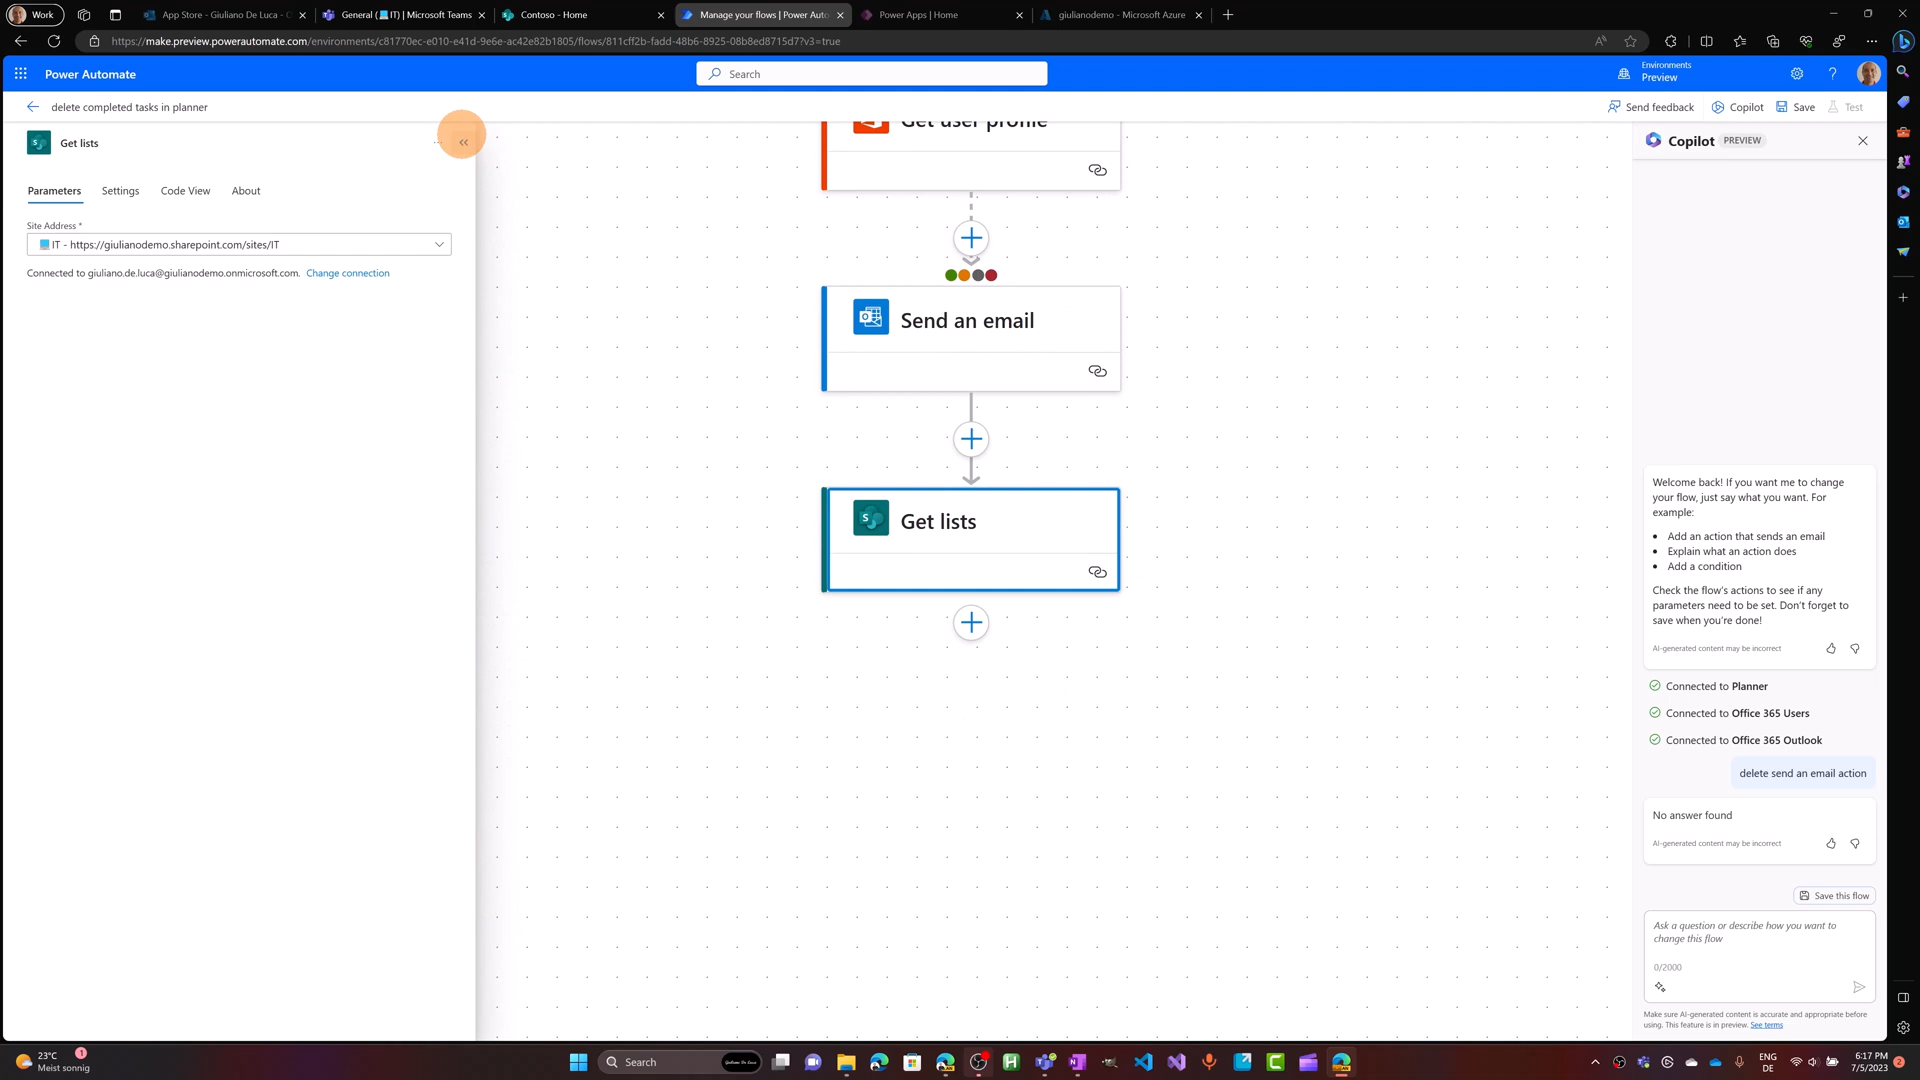 Work
App Store - Giuliano De Luca - O
General (💻IT) | Microsoft Teams
Contoso - Home
Manage your flows | Power Auto
Power Apps | Home
giulianodemo - Microsoft Azure
https://make.preview.powerautomate.com/environments/c81770ec-e010-e41d-9e6e-ac42e82b1805/flows/811cff2b-fadd-48b6-8925-08b8ed8715d7?v3=true
Power Automate
Search
Environments
Preview
delete completed tasks in planner
Send feedback
Copilot
Save
Test
Get lists
Parameters
Settings
Code View
About
Site Address *
💻IT - https://giulianodemo.sharepoint.com/sites/IT
Connected to giuliano.de.luca@giulianodemo.onmicrosoft.com. Change connection
Get user profile
Send an email
Get lists
Copilot PREVIEW
Welcome back! If you want me to change
your flow, just say what you want. For
example:
• Add an action that sends an email
• Explain what an action does
• Add a condition
Check the flow's actions to see if any
parameters need to be set. Don't forget to
save when you're done!
AI-generated content may be incorrect
Connected to Planner
Connected to Office 365 Users
Connected to Office 365 Outlook
delete send an email action
No answer found
AI-generated content may be incorrect
Save this flow
Ask a question or describe how you want to
change this flow
0/2000
Make sure AI-generated content is accurate and appropriate before
using. This feature is in preview. See terms
23°C
Meist sonnig
1
Search
Giuliano De Luca
ENG
DE
6:17 PM
7/5/2023
2